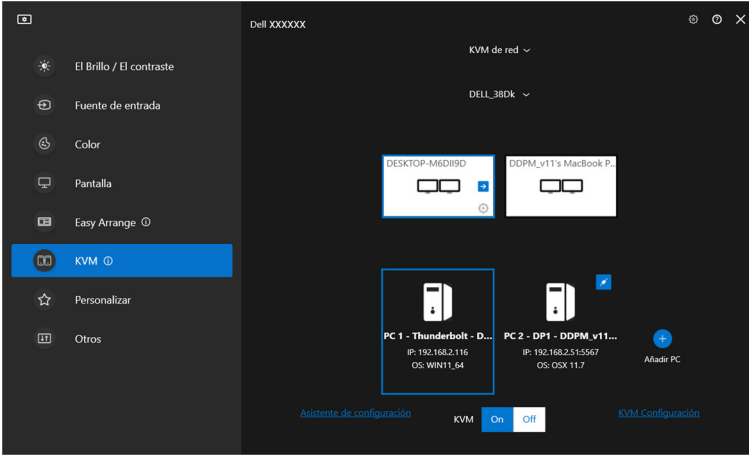 Dell XXXXXX
El Brillo / El contraste
Fuente de entrada
Color
Pantalla
Easy Arrange
KVM
Personalizar
Otros
KVM de red
DELL_38Dk
DESKTOP-M6DII9D
DDPM_v11's MacBook P...
PC 1 - Thunderbolt - D...
IP: 192.168.2.116
OS: WIN11_64
PC 2 - DP1 - DDPM_v11...
IP: 192.168.2.51:5567
OS: OSX 11.7
Añadir PC
Asistente de configuración
KVM On Off
KVM Configuración